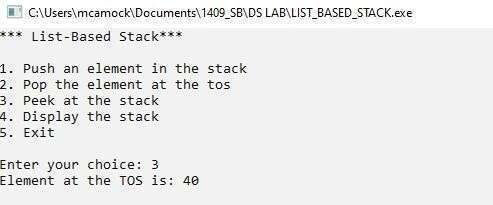 C:\Users\mcamock\Documents\1409_SB\DS LAB\LIST_BASED_STACK.exe
*** List-Based Stack***
1. Push an element in the stack
2. Pop the element at the tos
3. Peek at the stack
4. Display the stack
5. Exit
Enter your choice: 3
Element at the TOS is: 40